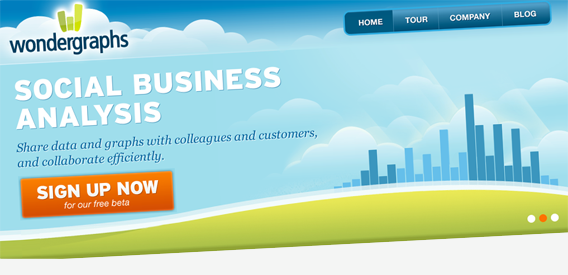 wondergraphs
HOME TOUR COMPANY BLOG
SOCIAL BUSINESS
ANALYSIS
Share data and graphs with colleagues and customers,
and collaborate efficiently.
SIGN UP NOW
for our free beta